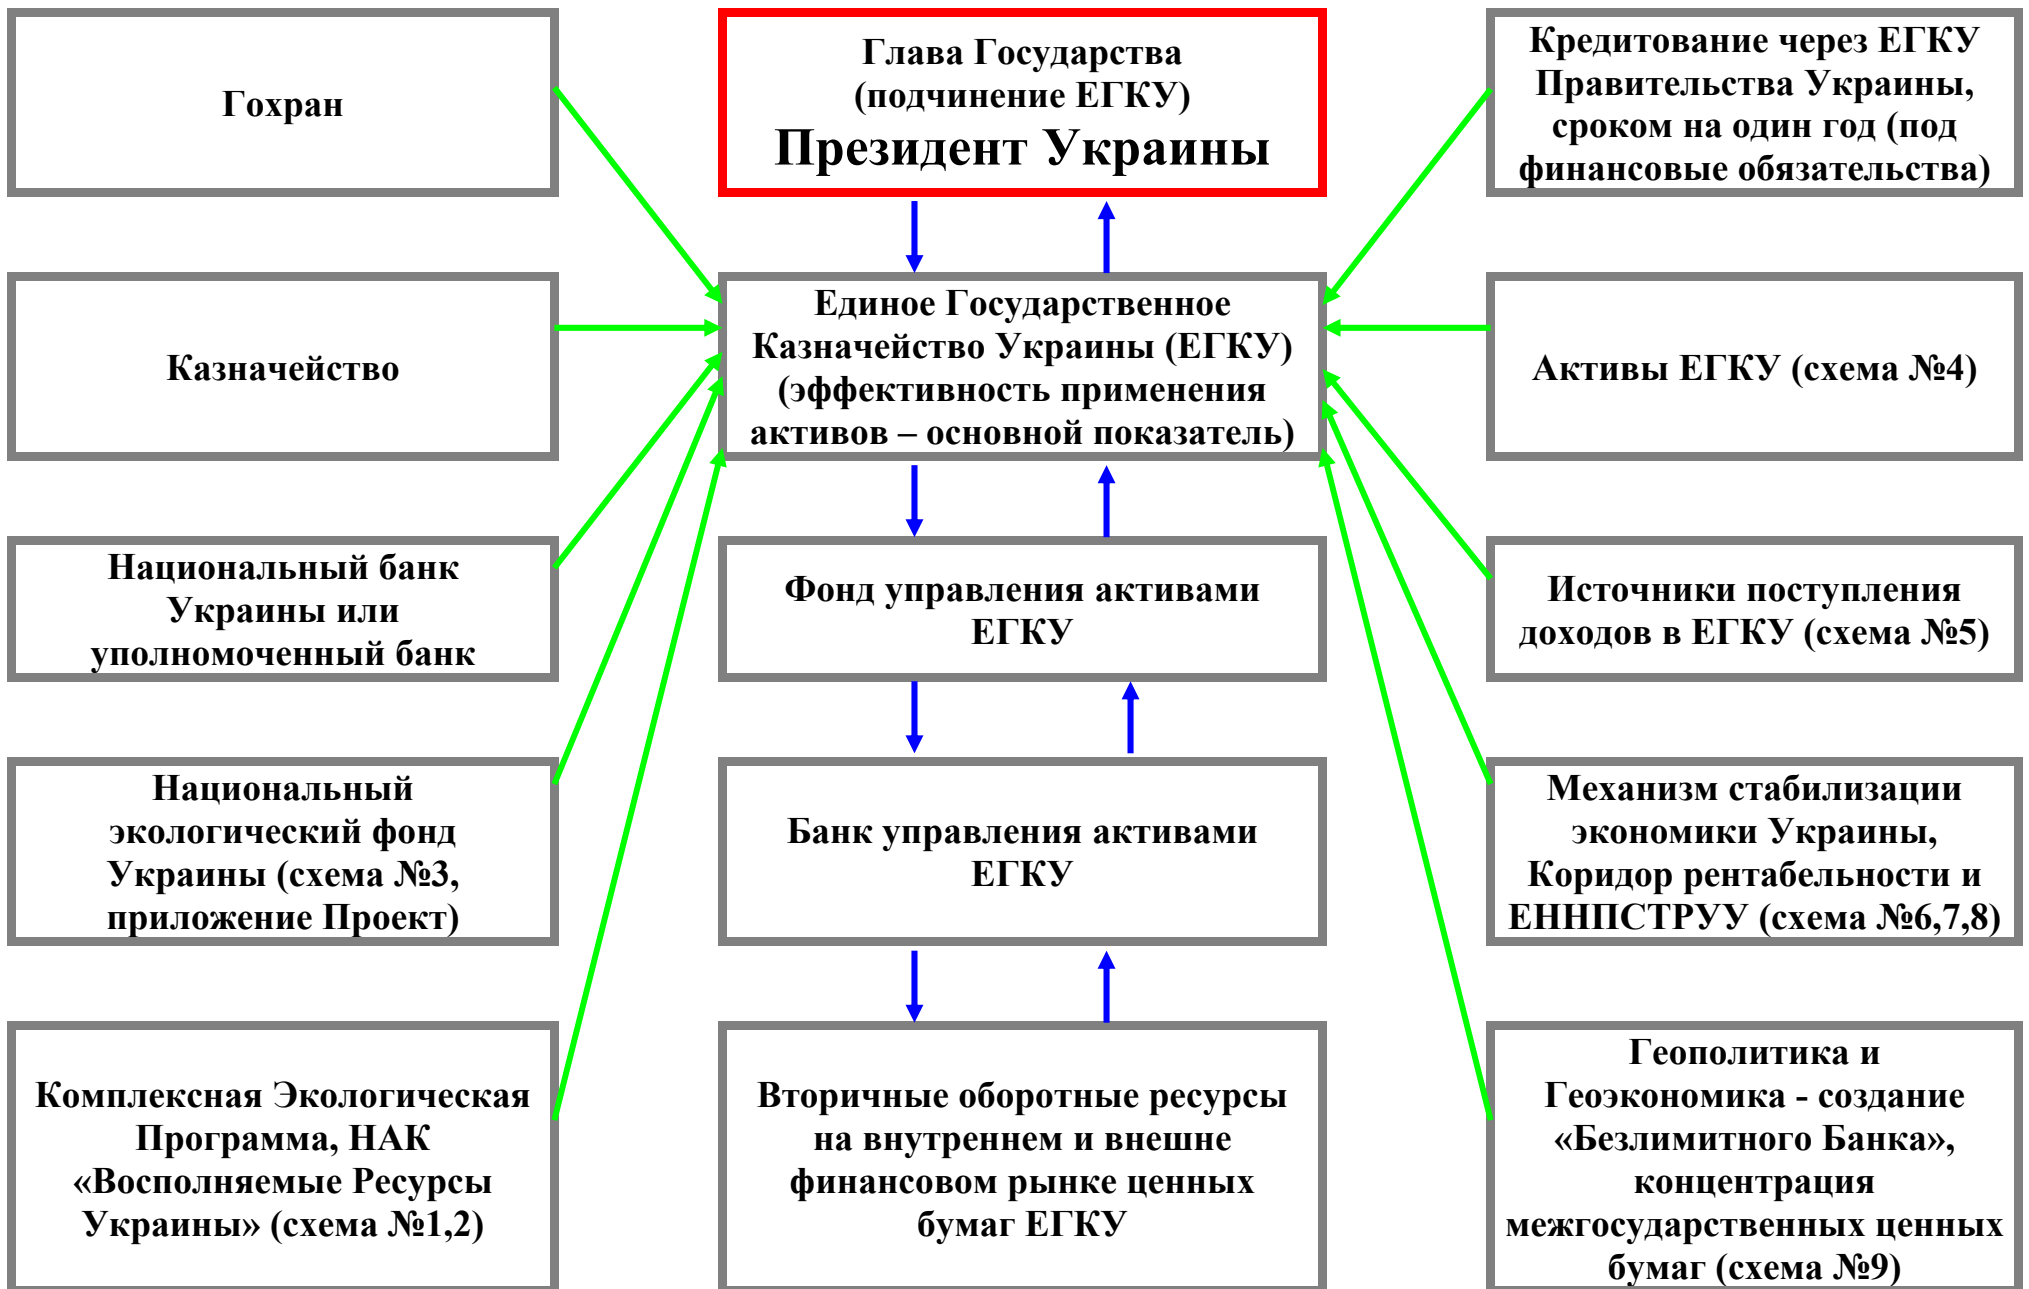 Гохран
Глава Государства
(подчинение ЕГКУ)
Президент Украины
Кредитование через ЕГКУ
Правительства Украины,
сроком на один год (под
финансовые обязательства)
Казначейство
Единое Государственное
Казначейство Украины (ЕГКУ)
(эффективность применения
активов – основной показатель)
Активы ЕГКУ (схема №4)
Национальный банк
Украины или
уполномоченный банк
Фонд управления активами
ЕГКУ
Источники поступления
доходов в ЕГКУ (схема №5)
Национальный
экологический фонд
Украины (схема №3,
приложение Проект)
Банк управления активами
ЕГКУ
Механизм стабилизации
экономики Украины,
Коридор рентабельности и
ЕННПСТРУУ (схема №6,7,8)
Комплексная Экологическая
Программа, НАК
«Восполняемые Ресурсы
Украины» (схема №1,2)
Вторичные оборотные ресурсы
на внутреннем и внешне
финансовом рынке ценных
бумаг ЕГКУ
Геополитика и
Геоэкономика - создание
«Безлимитного Банка»,
концентрация
межгосударственных ценных
бумаг (схема №9)